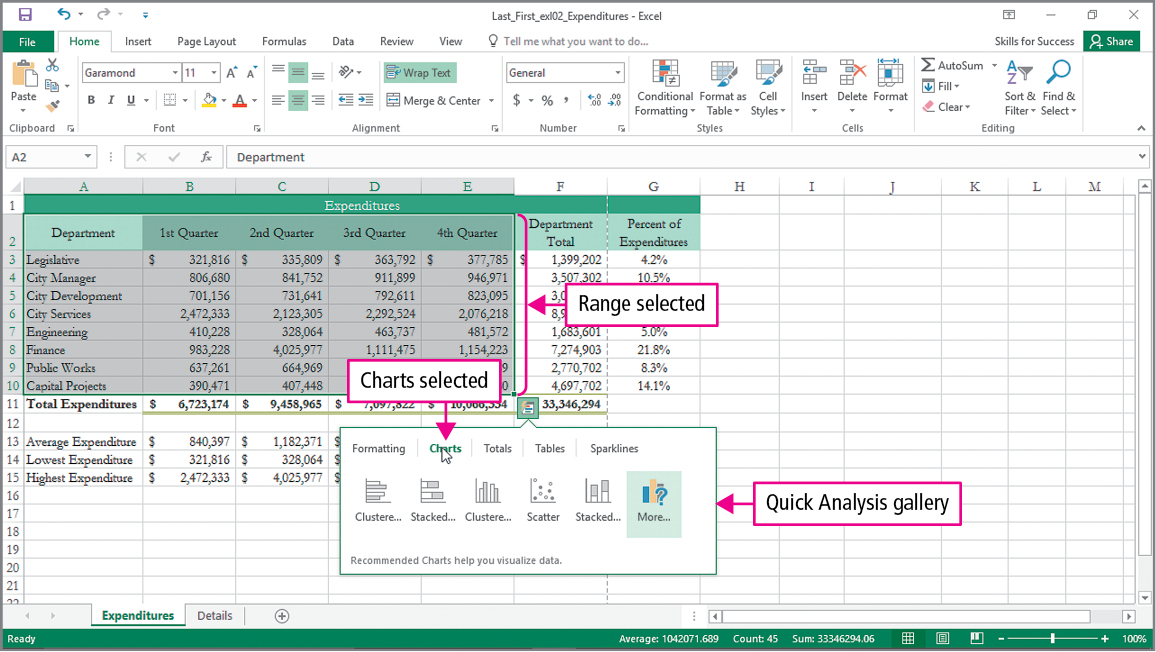 Last_First_exl02_Expenditures - Excel
File Home Insert Page Layout Formulas Data Review View Tell me what you want to do... Skills for Success Share
Paste
Clipboard
Garamond 11 A A
B I U A
Font
Wrap Text
Merge & Center
Alignment
General
$ % , .00 .00
Number
Conditional Formatting
Format as Table
Cell Styles
Styles
Insert Delete Format
Cells
AutoSum
Fill
Clear
Sort & Filter
Find & Select
Editing
A2 fx Department
A B C D E F G H I J K L M
1 Expenditures
2 Department 1st Quarter 2nd Quarter 3rd Quarter 4th Quarter Department Total Percent of Expenditures
3 Legislative $ 321,816 $ 335,809 $ 363,792 $ 377,785 $ 1,399,202 4.2%
4 City Manager 806,680 841,752 911,899 946,971 3,507,302 10.5%
5 City Development 701,156 731,641 792,611 823,095
6 City Services 2,472,333 2,123,305 2,292,524 2,076,218
7 Engineering 410,228 328,064 463,737 481,572 1,683,601 5.0%
8 Finance 983,228 4,025,977 1,111,475 1,154,223 7,274,903 21.8%
9 Public Works 637,261 664,969 2,770,702 8.3%
10 Capital Projects 390,471 407,448 4,697,702 14.1%
11 Total Expenditures $ 6,723,174 $ 9,458,965 $ 7,097,822 $ 10,066,334 33,346,294
12
13 Average Expenditure $ 840,397 $ 1,182,371 $
14 Lowest Expenditure $ 321,816 $ 328,064 $
15 Highest Expenditure $ 2,472,333 $ 4,025,977 $
16
17
18
19
20
21
Range selected
Charts selected
Quick Analysis gallery
Formatting Charts Totals Tables Sparklines
Clustere... Stacked... Clustere... Scatter Stacked... More...
Recommended Charts help you visualize data.
Expenditures Details
Ready Average: 1042071.689 Count: 45 Sum: 33346294.06 100%